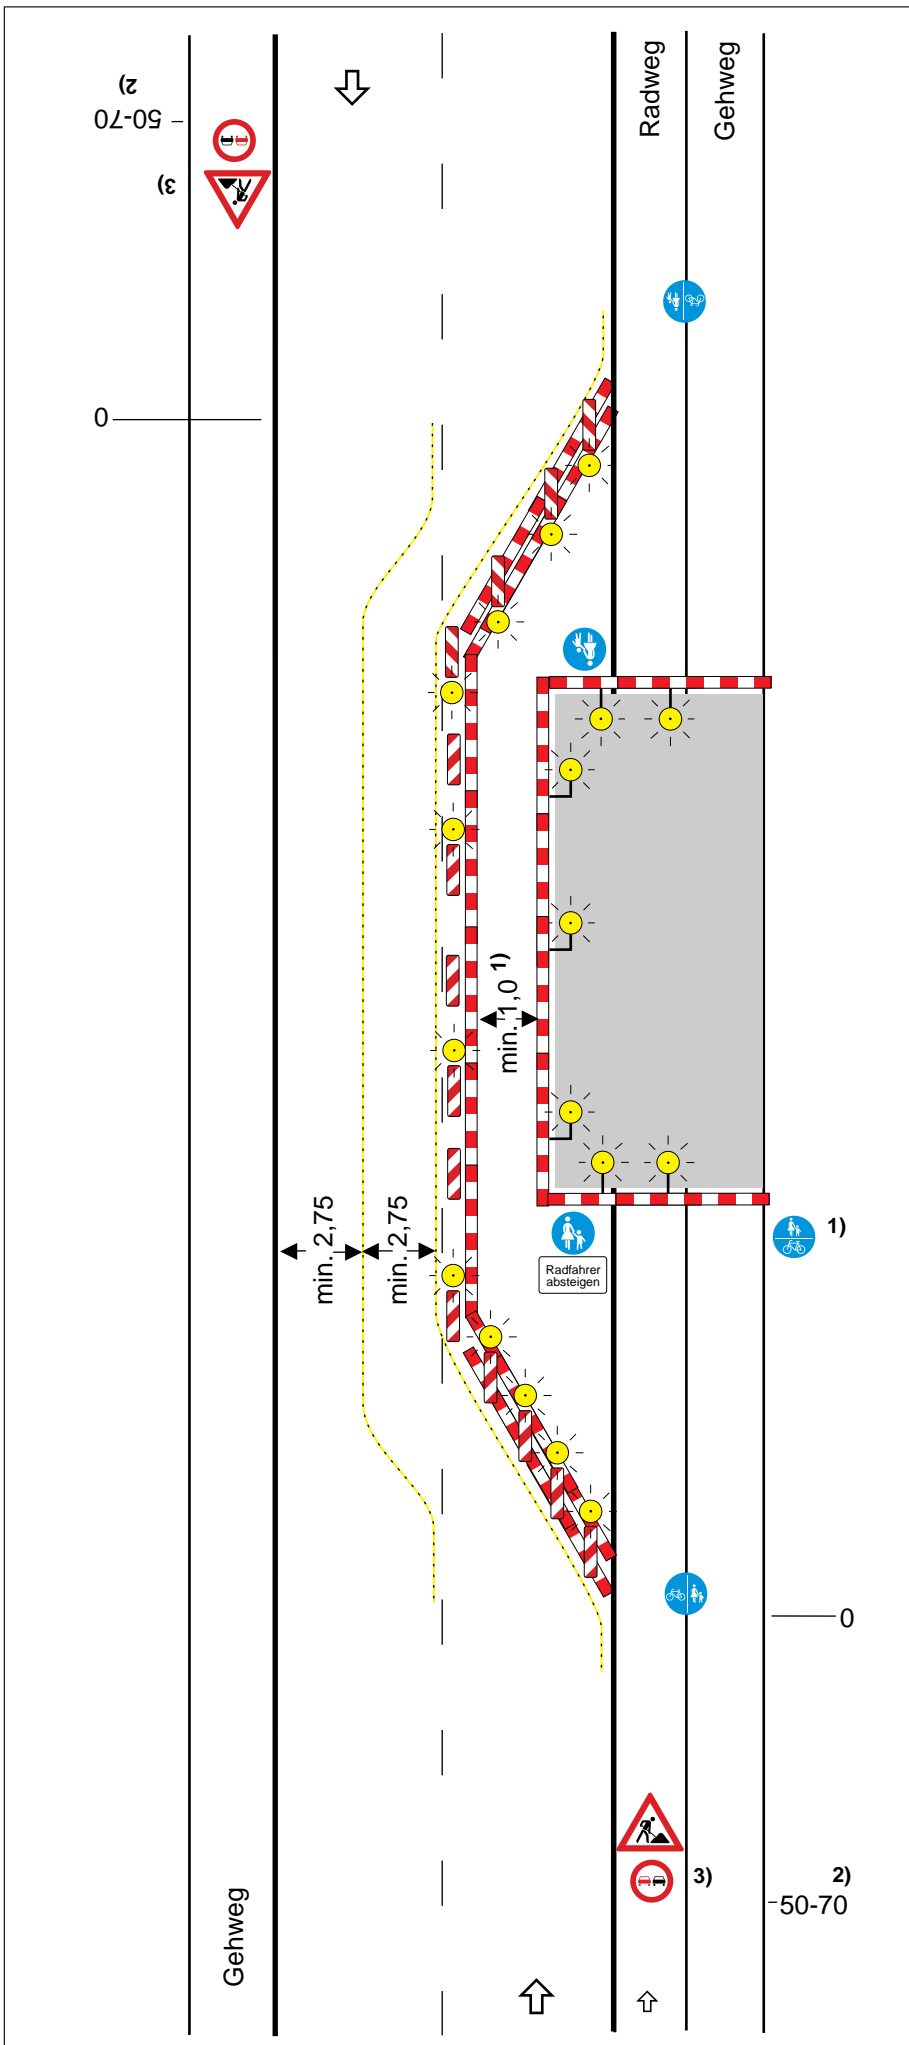 2)
50-70
3)
Radweg
Gehweg
0
min. 1,0 1)
min. 2,75
min. 2,75
1)
Radfahrer
absteigen
0
3)
2)
50-70
Gehweg